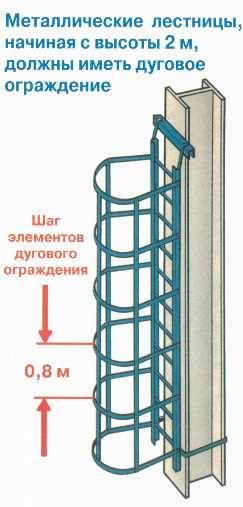 Металлические лестницы,
начиная с высоты 2 м,
должны иметь дуговое
ограждение
Шаг
элементов
дугового
ограждения
0,8 м